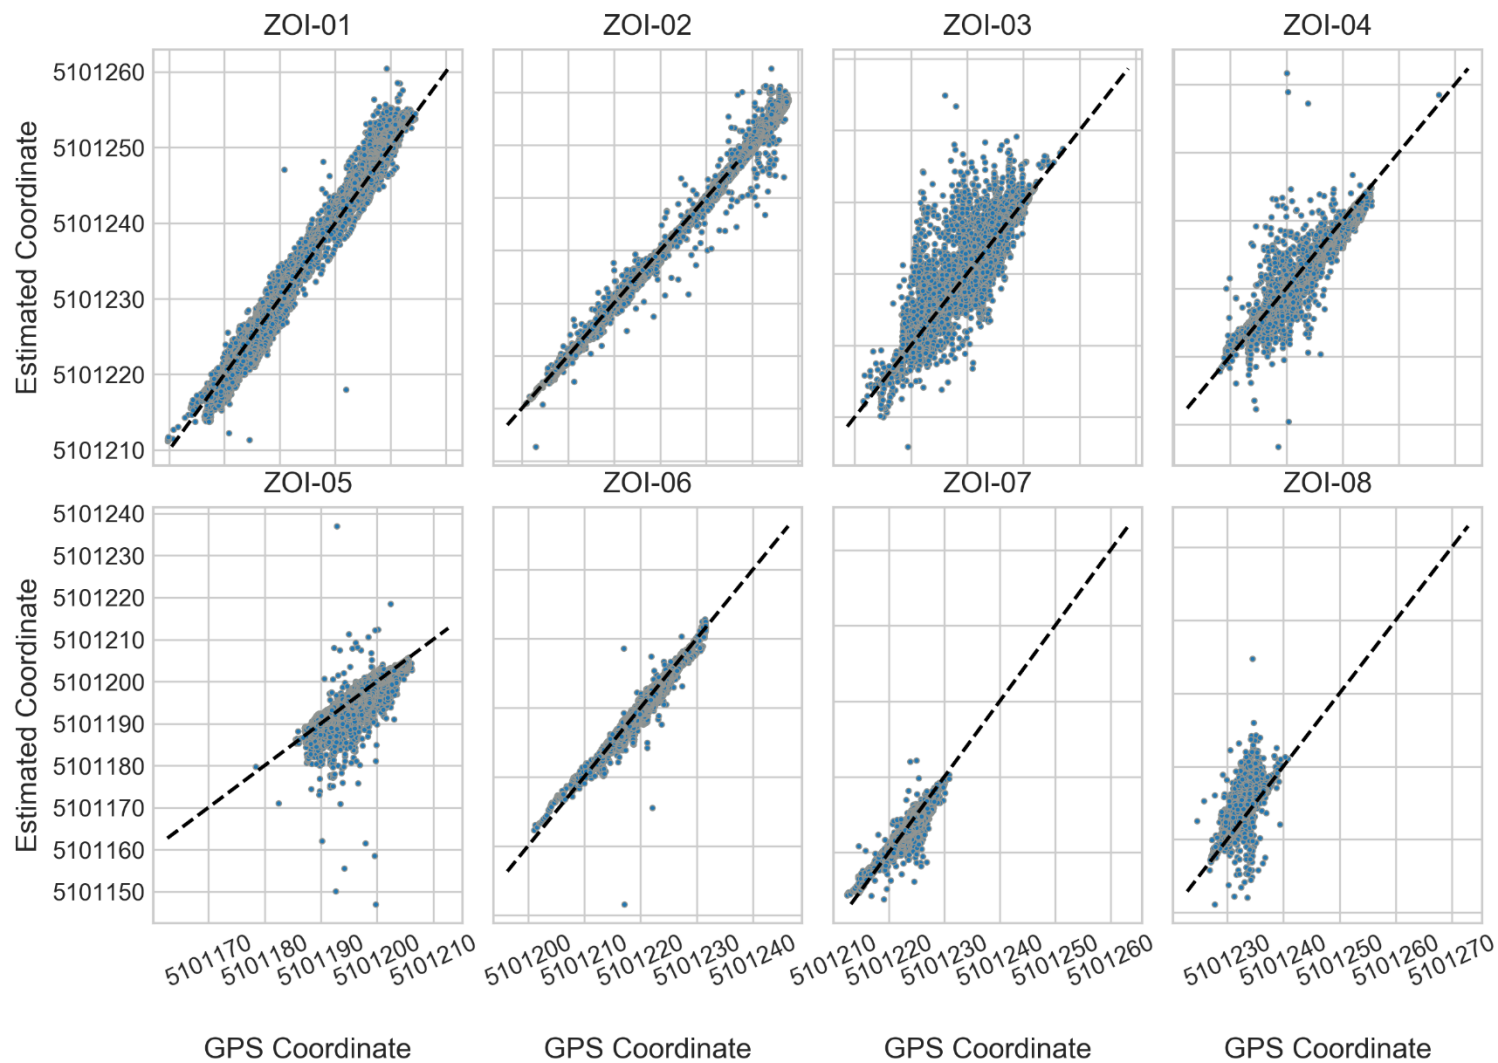 ZOI-01 ZOI-02 ZOI-03 ZOI-04
5101260
5101250
5101240
5101230
5101220
5101210
Estimated Coordinate
ZOI-05 ZOI-06 ZOI-07 ZOI-08
5101240
5101230
5101220
5101210
5101200
5101190
5101180
5101170
5101160
5101150
Estimated Coordinate
5101170 5101180 5101190 5101200 5101210 5101200 5101210 5101220 5101230 5101240 5101210 5101220 5101230 5101240 5101250 5101260 5101230 5101240 5101250 5101260 5101270
GPS Coordinate GPS Coordinate GPS Coordinate GPS Coordinate